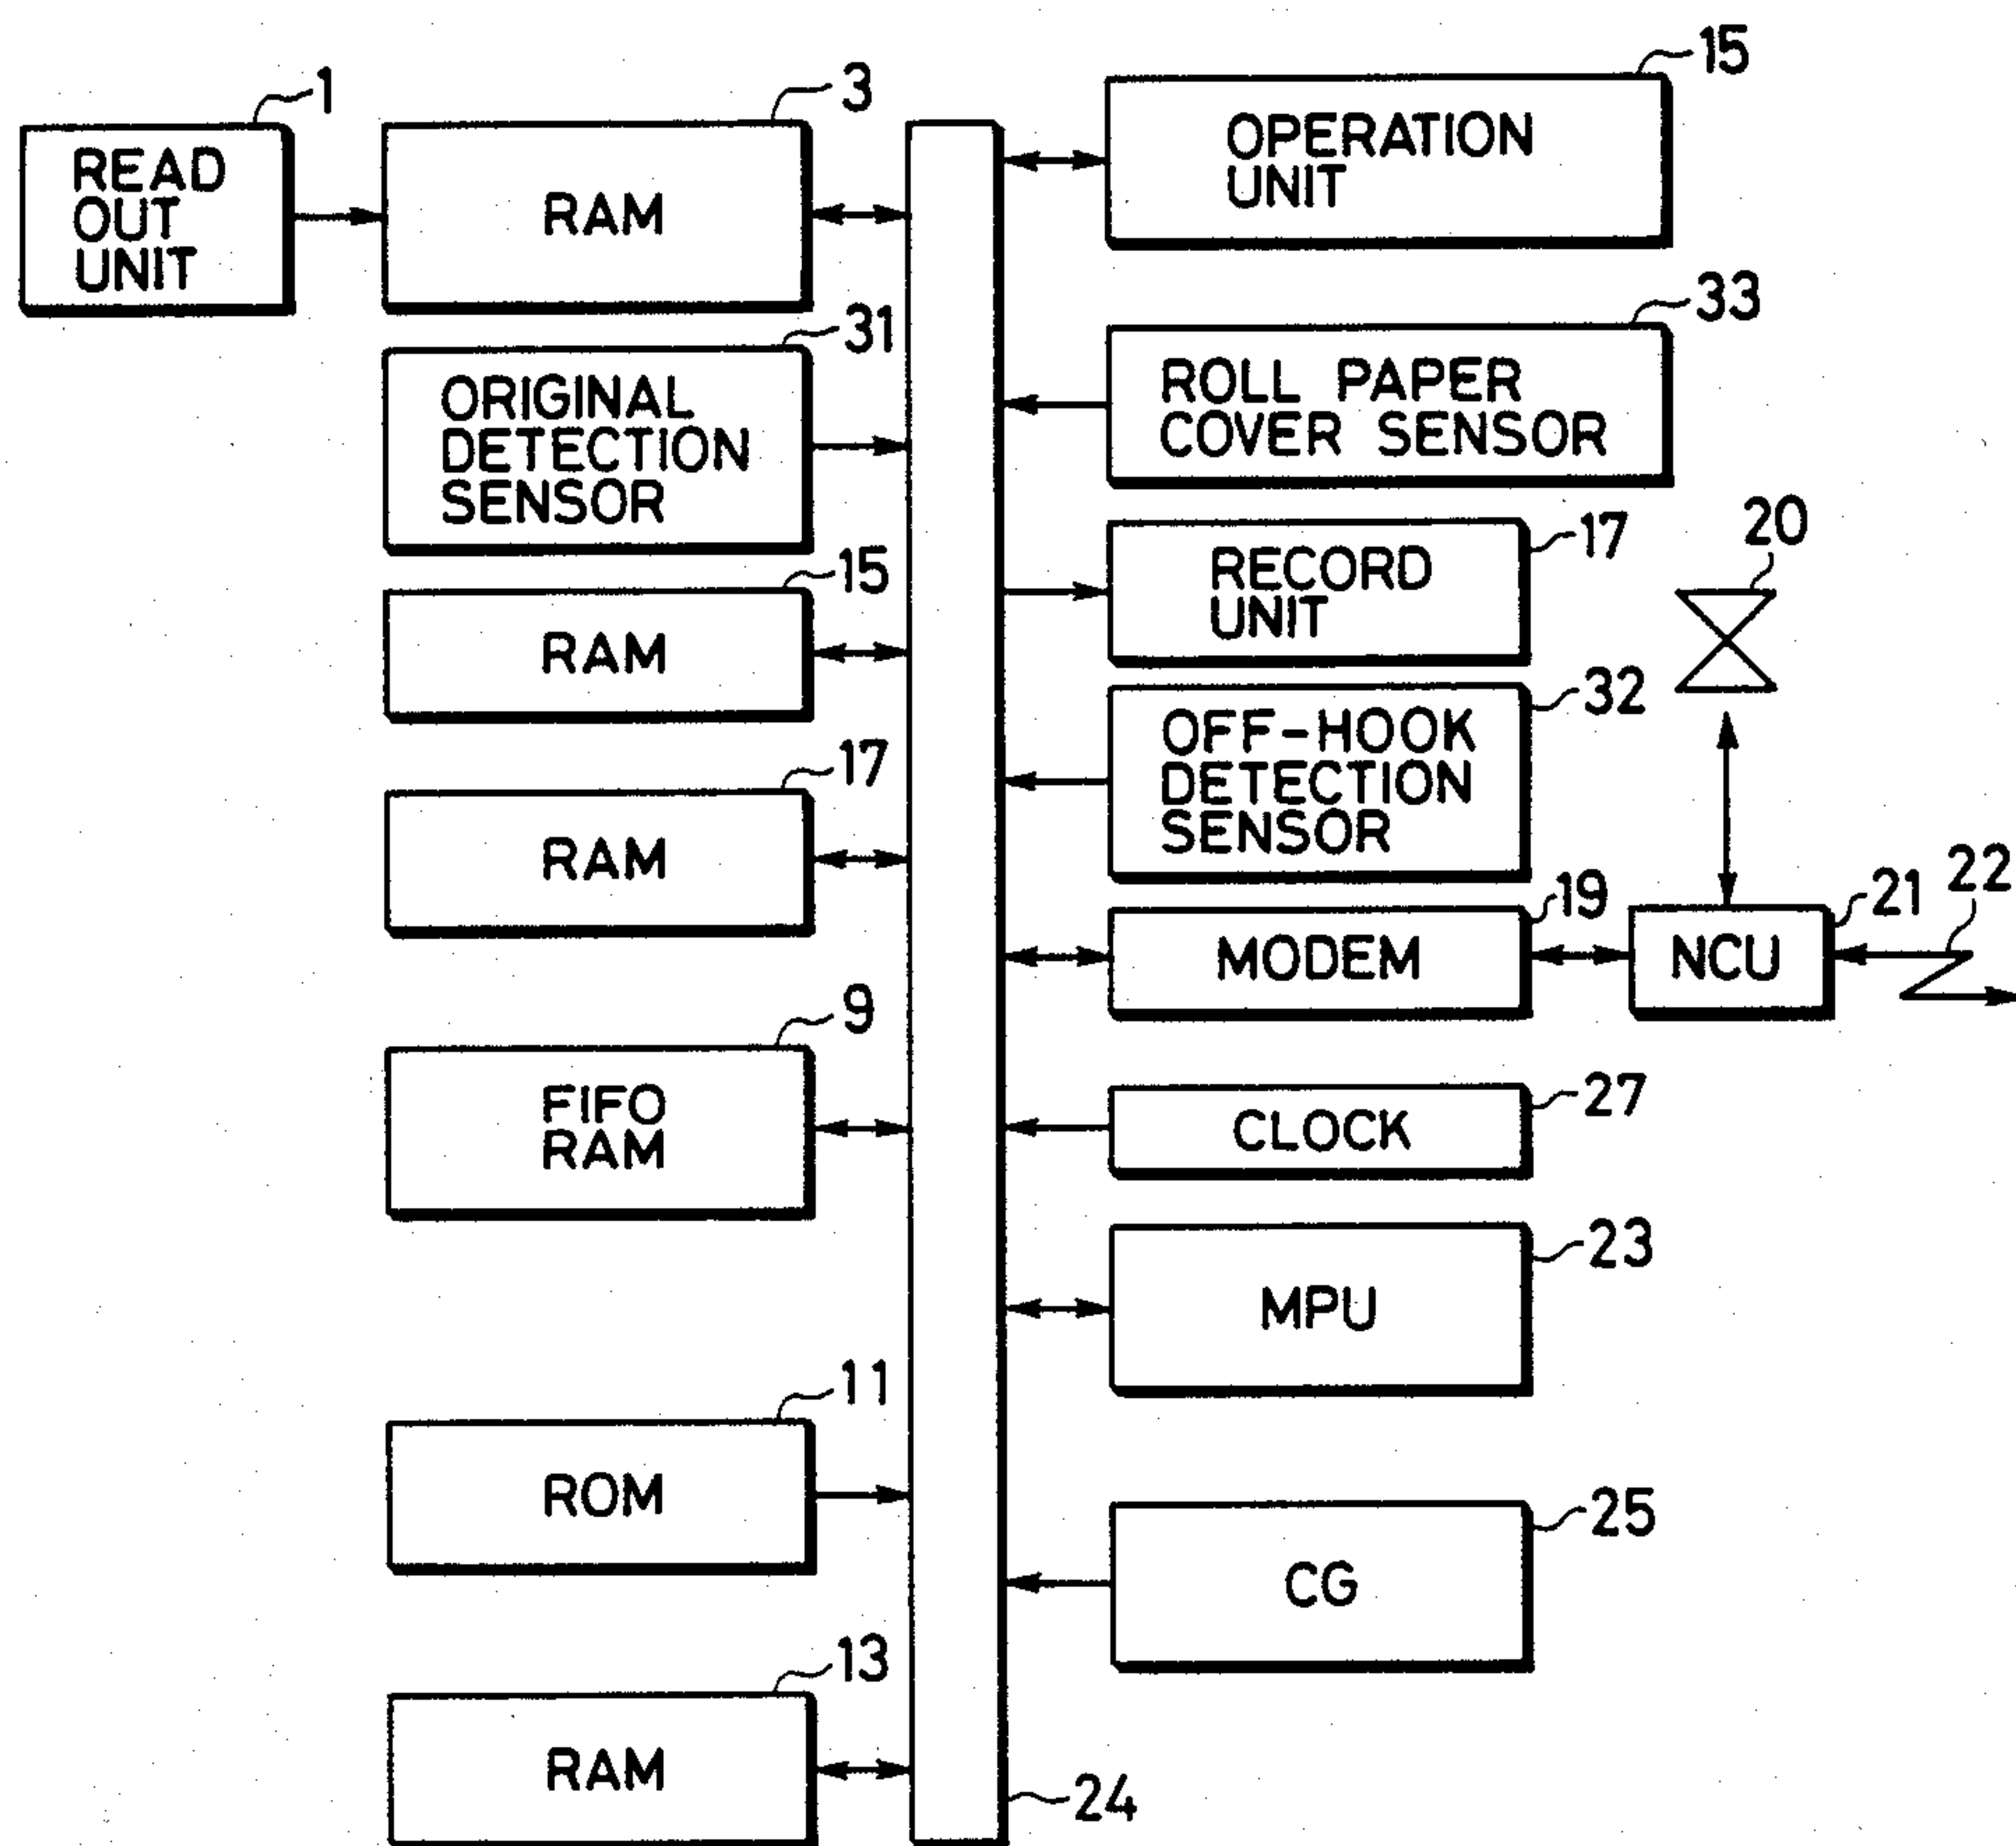 1
READ
OUT
UNIT
3
RAM
31
ORIGINAL
DETECTION
SENSOR
15
RAM
17
RAM
9
FIFO
RAM
11
ROM
13
RAM
24
15
OPERATION
UNIT
33
ROLL PAPER
COVER SENSOR
17
RECORD
UNIT
20
32
OFF-HOOK
DETECTION
SENSOR
19
MODEM
21
NCU
22
27
CLOCK
23
MPU
25
CG